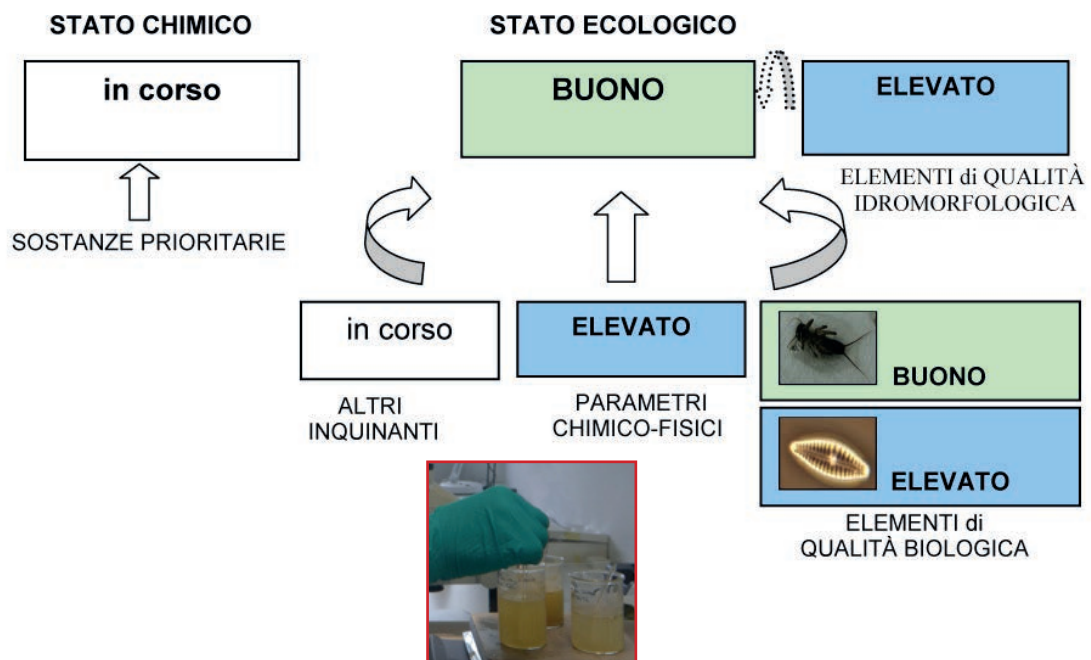 STATO CHIMICO
STATO ECOLOGICO
in corso
BUONO
ELEVATO
ELEMENTI di QUALITÀ
IDROMORFOLOGICA
SOSTANZE PRIORITARIE
in corso
ELEVATO
BUONO
ALTRI
INQUINANTI
PARAMETRI
CHIMICO-FISICI
ELEVATO
ELEMENTI di
QUALITÀ BIOLOGICA